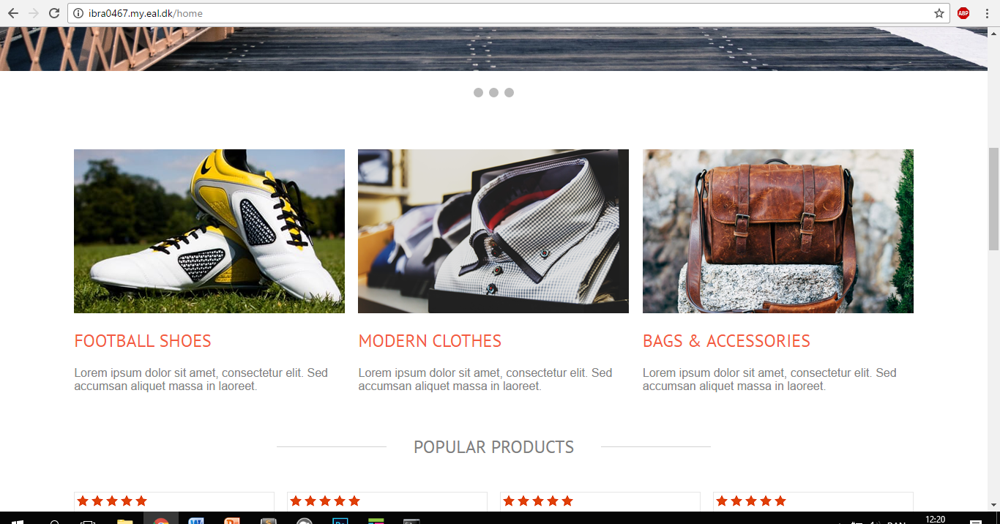 ibra0467.my.eal.dk/home
ABP
FOOTBALL SHOES
MODERN CLOTHES
BAGS & ACCESSORIES
Lorem ipsum dolor sit amet, consectetur elit. Sed
accumsan aliquet massa in laoreet.
Lorem ipsum dolor sit amet, consectetur elit. Sed
accumsan aliquet massa in laoreet.
Lorem ipsum dolor sit amet, consectetur elit. Sed
accumsan aliquet massa in laoreet.
POPULAR PRODUCTS
12:20